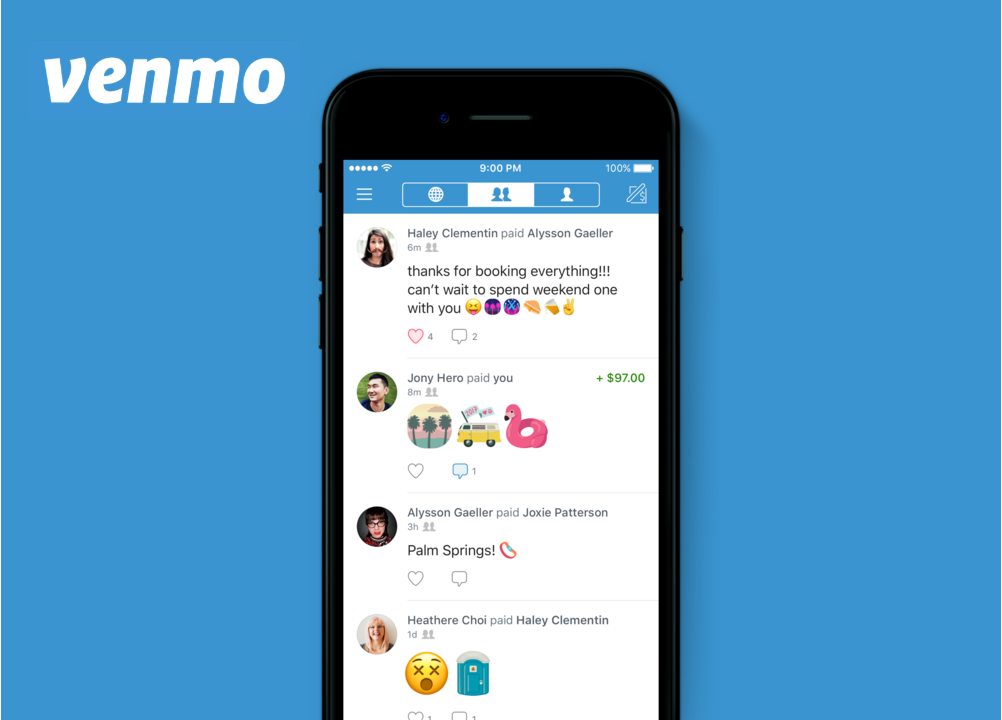 venmo
9:00 PM
100%
Haley Clementin paid Alysson Gaeller
6m
thanks for booking everything!!!
can’t wait to spend weekend one
with you 😝
4 2
Jony Hero paid you + $97.00
8m
1
Alysson Gaeller paid Joxie Patterson
3h
Palm Springs!
Heathere Choi paid Haley Clementin
1d
1 1